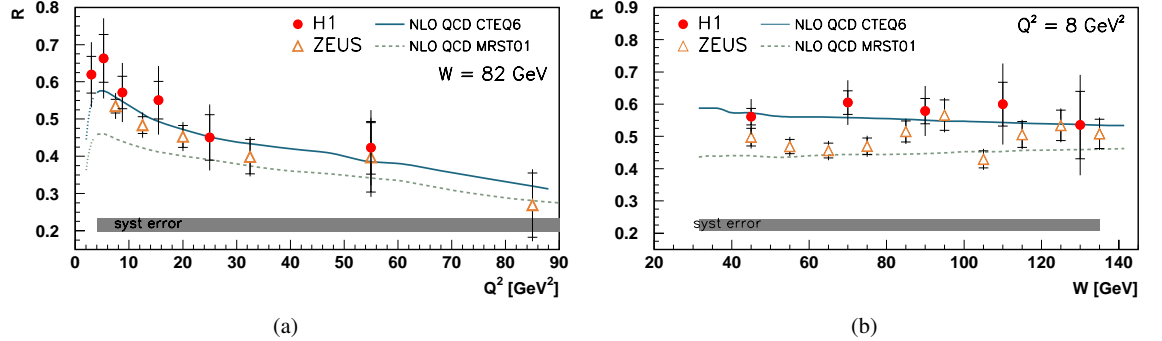 R
H1
NLO QCD CTEQ6
ZEUS
NLO QCD MRST01
W = 82 GeV
0.8
0.7
0.6
0.5
0.4
0.3
0.2
syst error
0 10 20 30 40 50 60 70 80 90
Q² [GeV²]
(a)
R
H1
NLO QCD CTEQ6
Q² = 8 GeV²
ZEUS
NLO QCD MRST01
0.9
0.8
0.7
0.6
0.5
0.4
0.3
0.2
syst error
20 40 60 80 100 120 140
W [GeV]
(b)